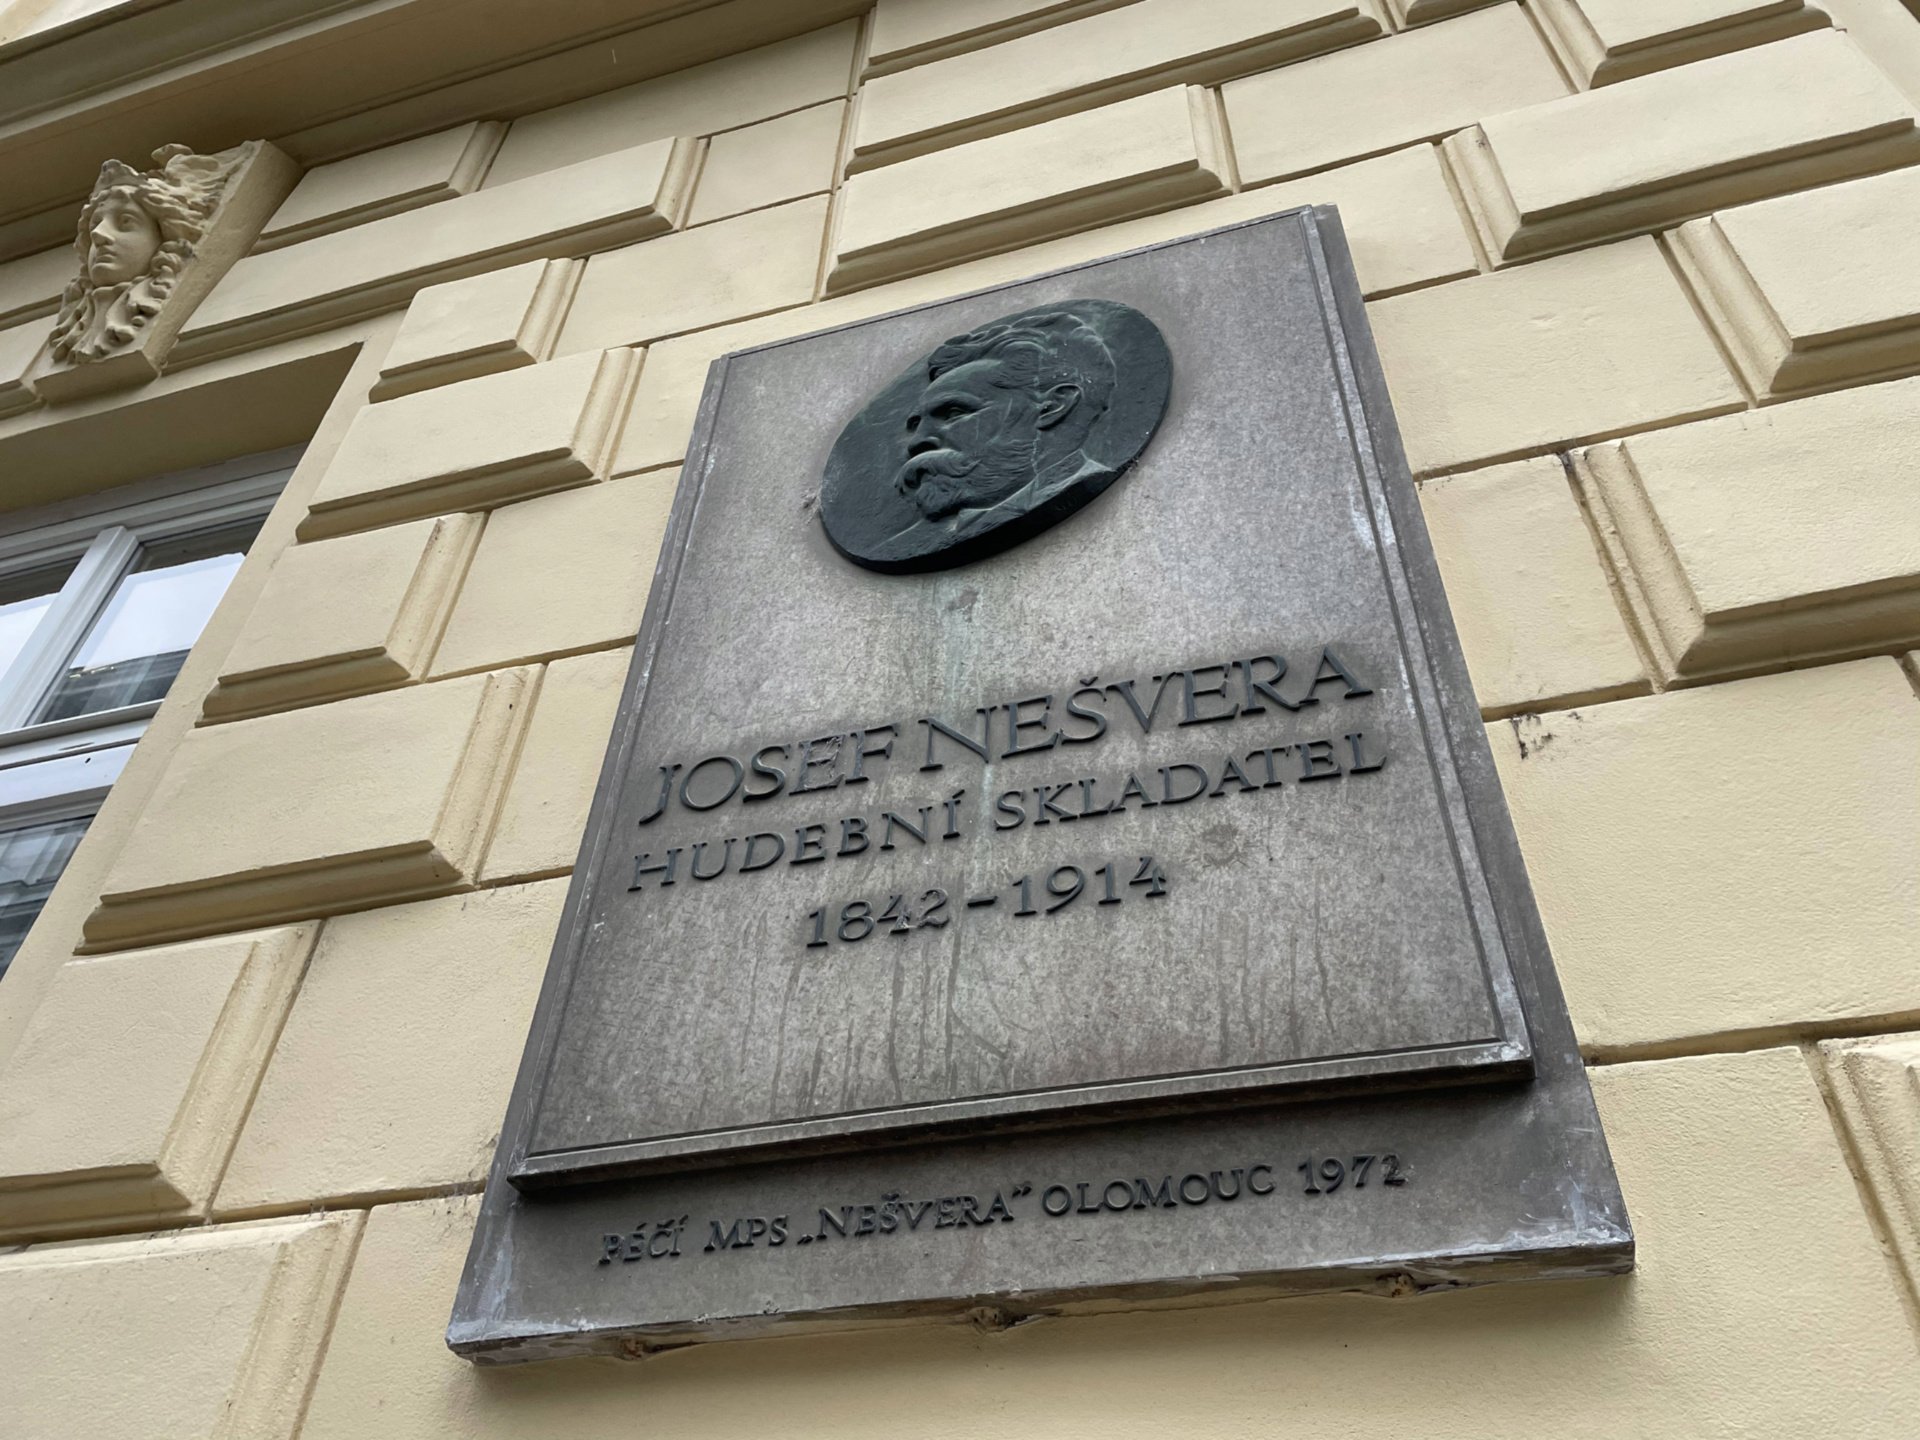 JOSEF NEŠVERA
HUDEBNÍ SKLADATEL
1842-1914
PÉČÍ MPS „NEŠVERA" OLOMOUC 1972